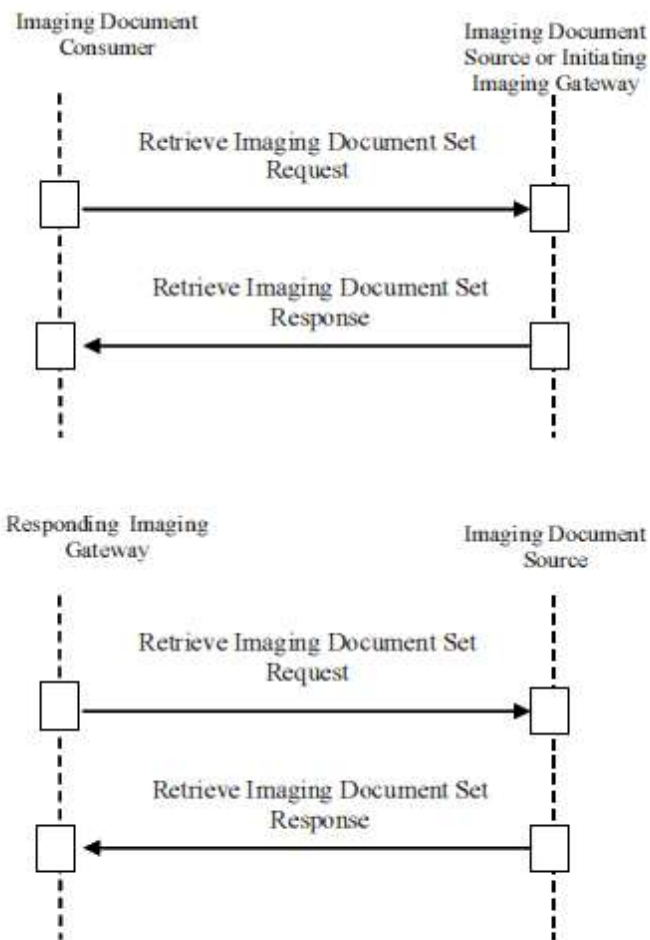 Imaging Document
Consumer
Imaging Document
Source or Initiating
Imaging Gateway
Retrieve Imaging Document Set
Request
Retrieve Imaging Document Set
Response
Responding Imaging
Gateway
Imaging Document
Source
Retrieve Imaging Document Set
Request
Retrieve Imaging Document Set
Response